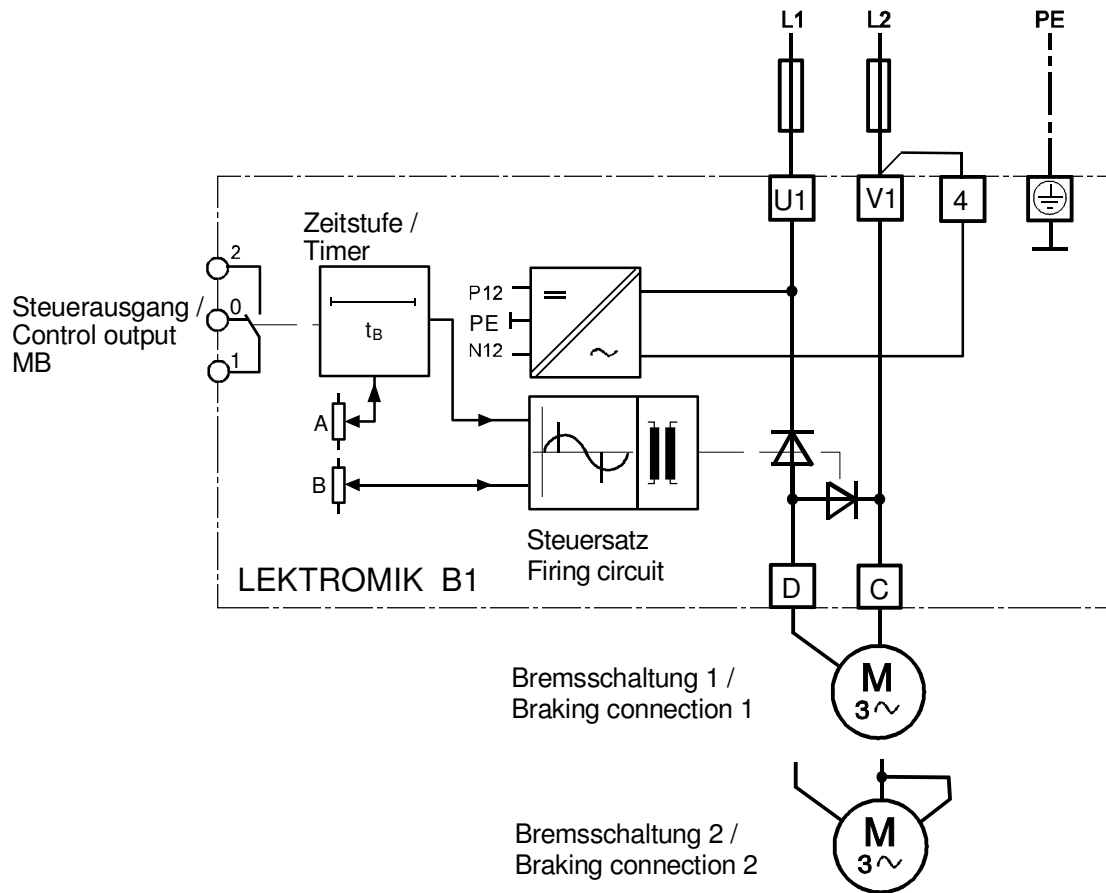 L1
L2
PE
U1
V1
4
Zeitstufe /
Timer
2
Steuerausgang /
Control output
MB
0
1
tB
P12
PE
N12
A
B
Steuersatz
Firing circuit
LEKTROMIK B1
D
C
Bremsschaltung 1 /
Braking connection 1
M
3~
Bremsschaltung 2 /
Braking connection 2
M
3~